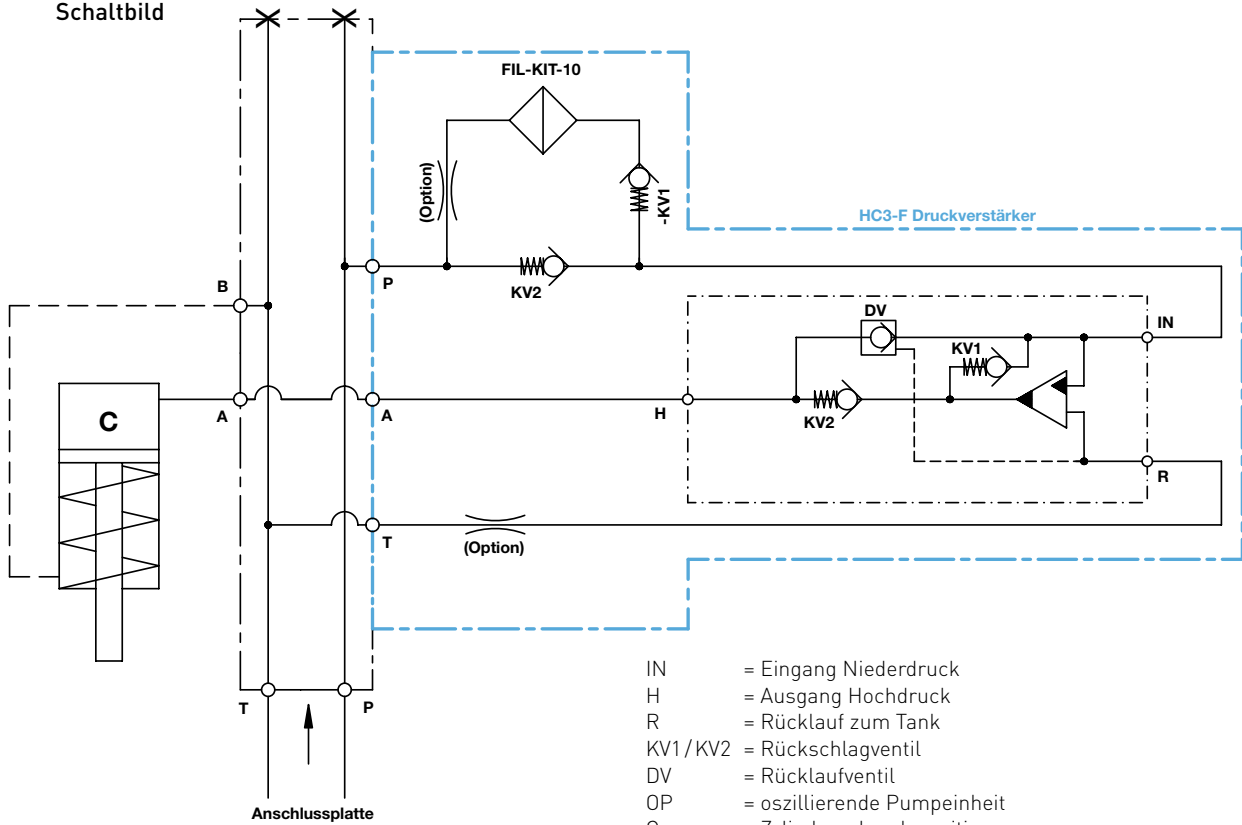 Schaltbild
FIL-KIT-10
(Option)
-KV1
HC3-F Druckverstärker
P
KV2
B
DV
IN
KV1
C
A
A
H
KV2
R
T
(Option)
T
P
Anschlussplatte
IN = Eingang Niederdruck
H = Ausgang Hochdruck
R = Rücklauf zum Tank
KV1/KV2 = Rückschlagventil
DV = Rücklaufventil
OP = oszillierende Pumpeinheit